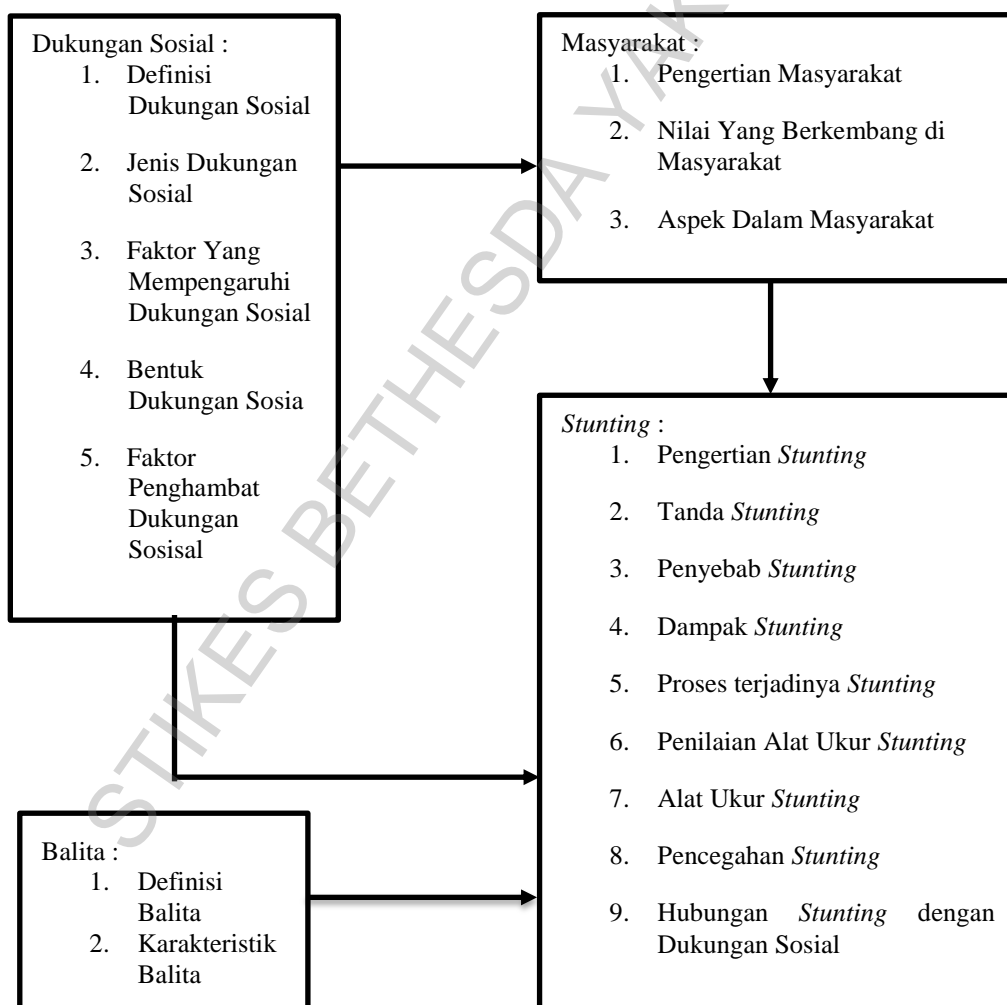 Dukungan Sosial :
1. Definisi
Dukungan Sosial
2. Jenis Dukungan
Sosial
3. Faktor Yang
Mempengaruhi
Dukungan Sosial
4. Bentuk
Dukungan Sosia
5. Faktor
Penghambat
Dukungan
Sosisal
Masyarakat :
1. Pengertian Masyarakat
2. Nilai Yang Berkembang di
Masyarakat
3. Aspek Dalam Masyarakat
Stunting :
1. Pengertian Stunting
2. Tanda Stunting
3. Penyebab Stunting
4. Dampak Stunting
5. Proses terjadinya Stunting
6. Penilaian Alat Ukur Stunting
7. Alat Ukur Stunting
8. Pencegahan Stunting
9. Hubungan Stunting dengan
Dukungan Sosial
Balita :
1. Definisi
Balita
2. Karakteristik
Balita
STIKES BETHESDA YAK